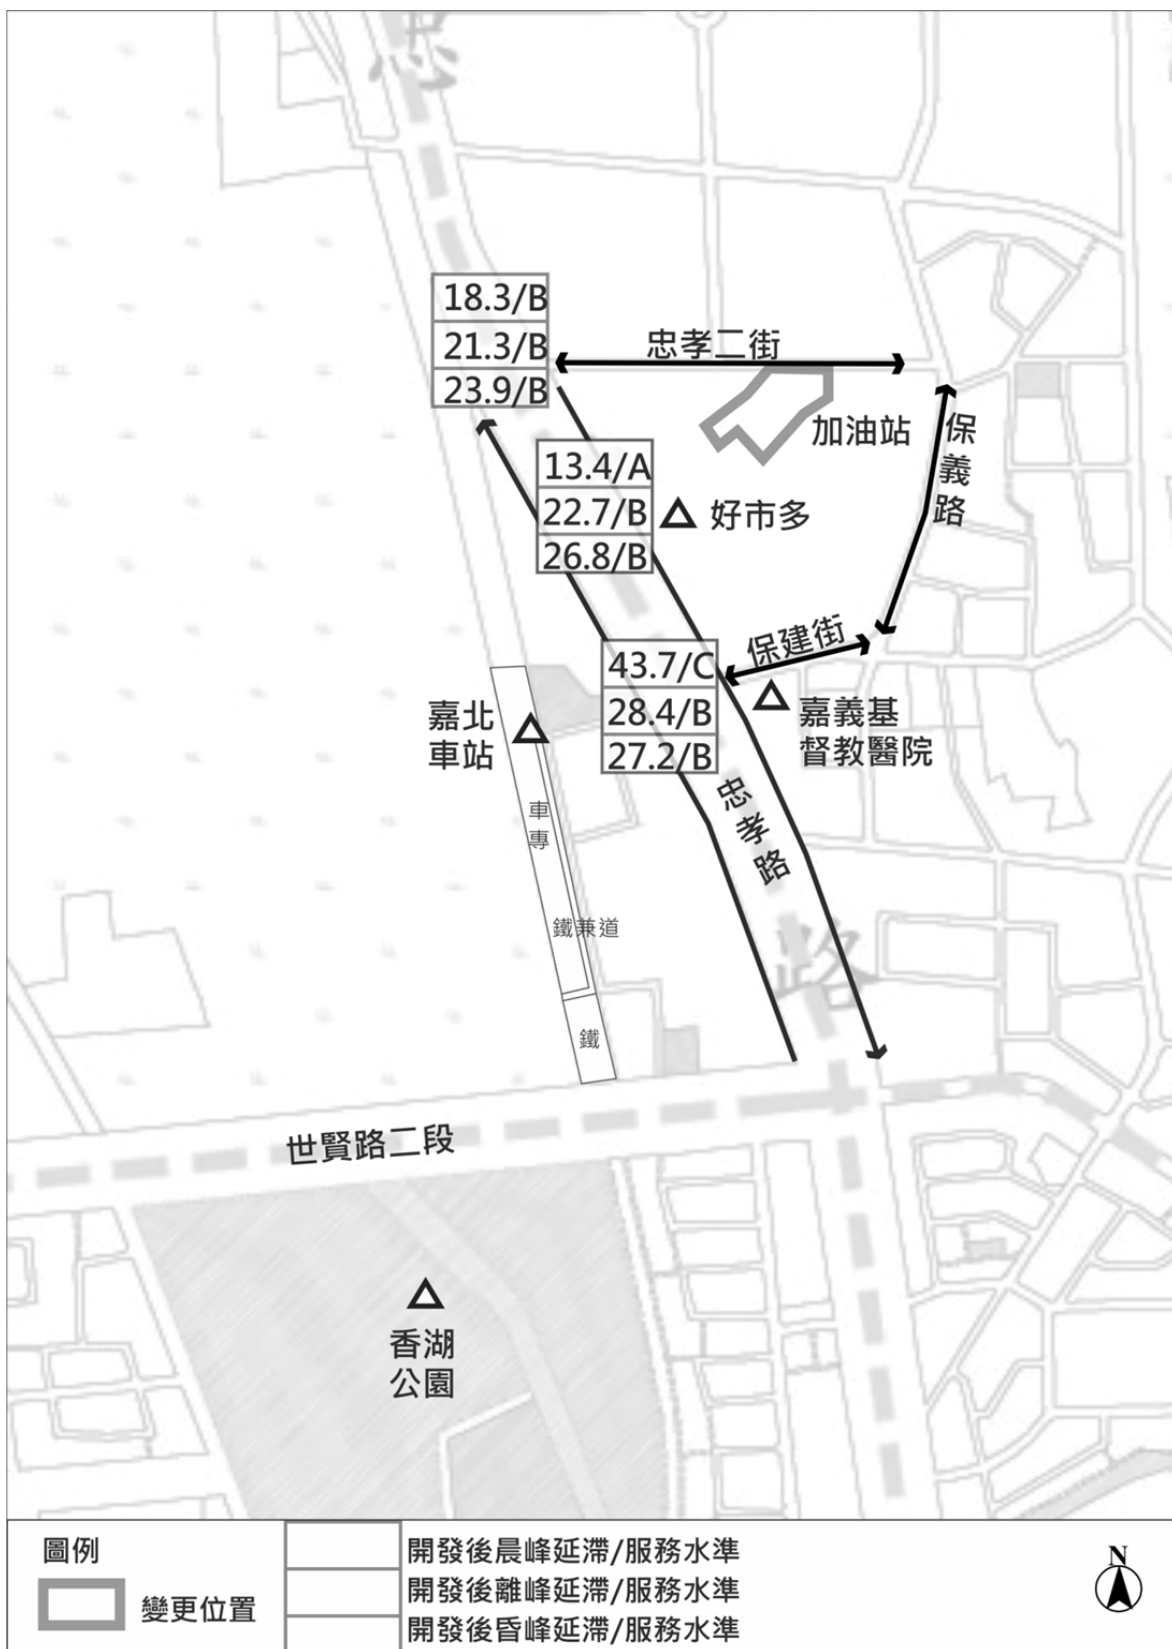 忠
18.3/B
21.3/B
23.9/B
忠孝二街
加油站
保義路
13.4/A
22.7/B
26.8/B
好市多
保建街
43.7/C
28.4/B
27.2/B
嘉義基
督教醫院
嘉北
車站
忠孝路
車專
鐵兼道
路
鐵
世賢路二段
香湖
公園
圖例
變更位置
開發後晨峰延滯/服務水準
開發後離峰延滯/服務水準
開發後昏峰延滯/服務水準
N